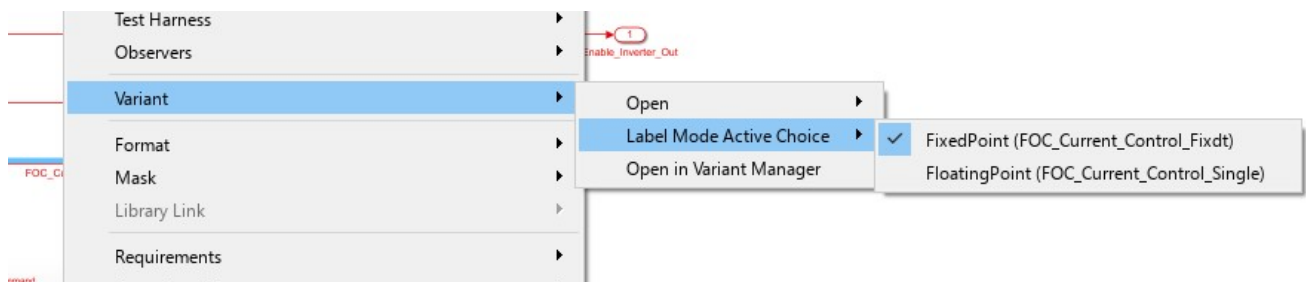 Test Harness
Observers
Variant
Format
Mask
Library Link
Requirements
1
Enable_Inverter_Out
Open
Label Mode Active Choice
Open in Variant Manager
FixedPoint (FOC_Current_Control_Fixdt)
FloatingPoint (FOC_Current_Control_Single)